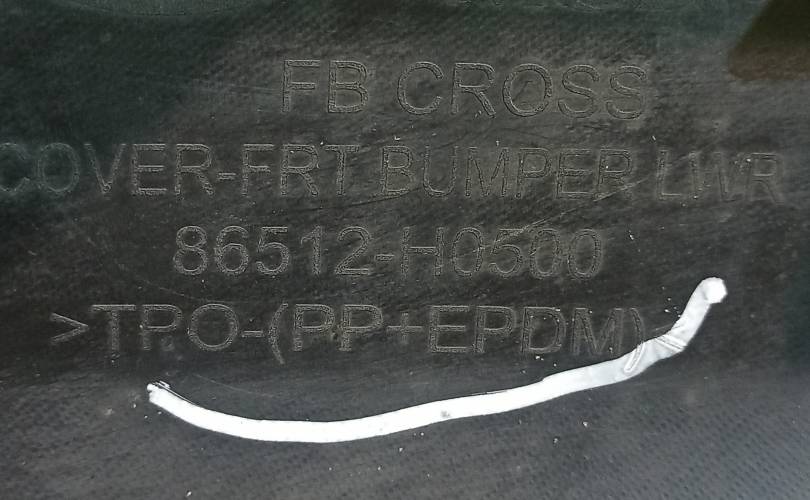 FB CROSS
COVER-FRT BUMPER LWR
86512-H0500
>TPO-(PP+EPDM)